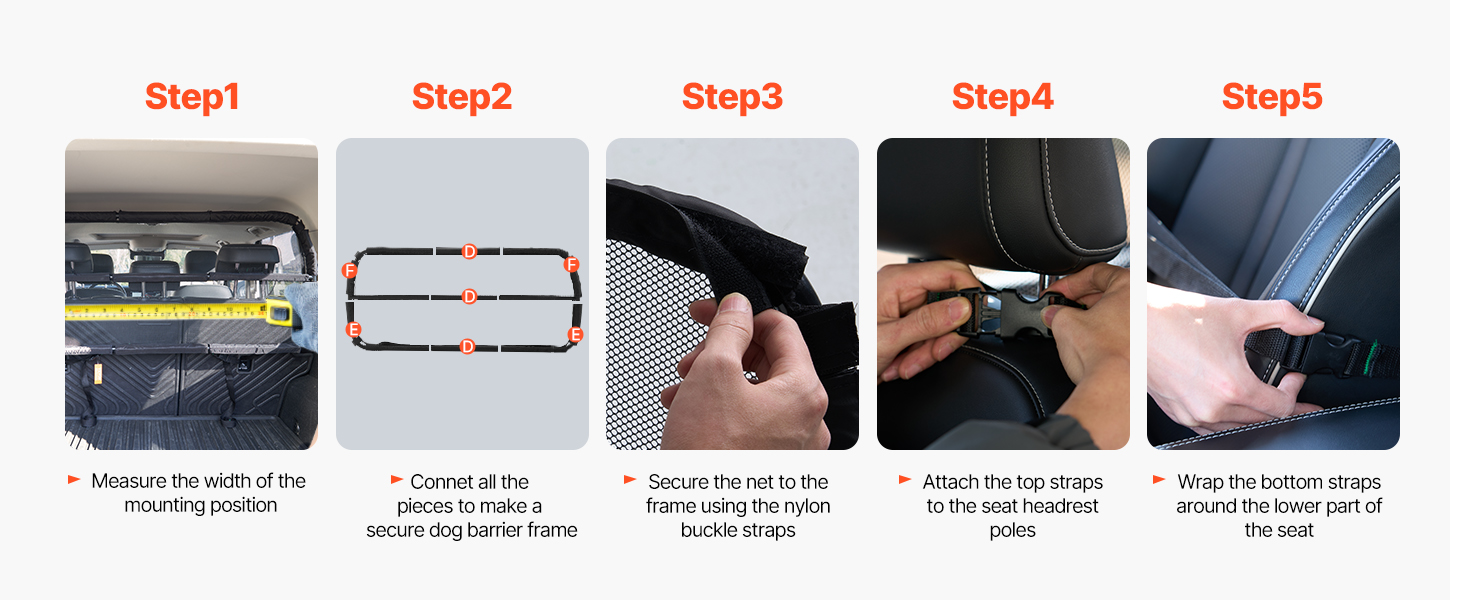 Step1
Step2
Step3
Step4
Step5
F
D
F
D
E
D
E
Measure the width of the
mounting position
Connet all the
pieces to make a
secure dog barrier frame
Secure the net to the
frame using the nylon
buckle straps
Attach the top straps
to the seat headrest
poles
Wrap the bottom straps
around the lower part of
the seat